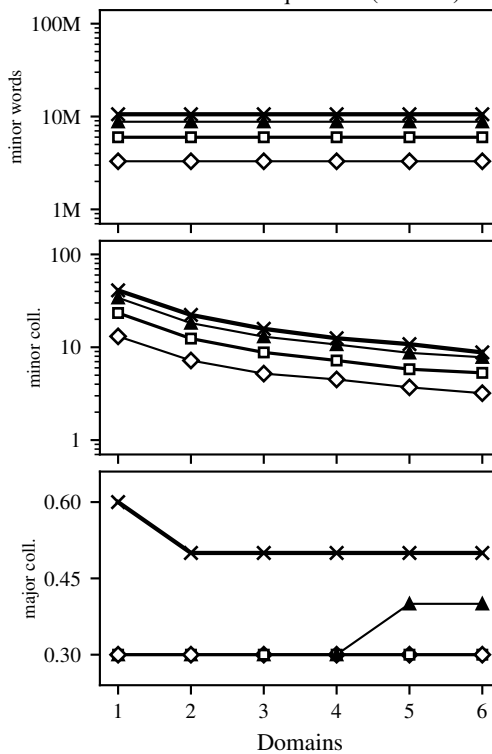 100M
10M
1M
minor words
100
10
1
minor coll.
0.60
0.45
0.30
major coll.
1 2 3 4 5 6
Domains